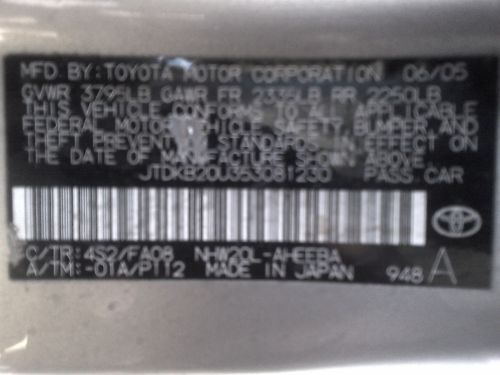 MFD. BY: TOYOTA MOTOR CORPORATION 06/05
GVWR 3795LB GAWR FR 2335LB RR 2250LB
THIS VEHICLE CONFORMS TO ALL APPLICABLE
FEDERAL MOTOR VEHICLE SAFETY, BUMPER AND
THEFT PREVENTION STANDARDS IN EFFECT ON
THE DATE OF MANUFACTURE SHOWN ABOVE.
JTDKB20U353081230 PASS CAR
C/TR: 4S2/FA08 NHW20L-AHEEBA
A/TM: -01A/P112 MADE IN JAPAN 948 A